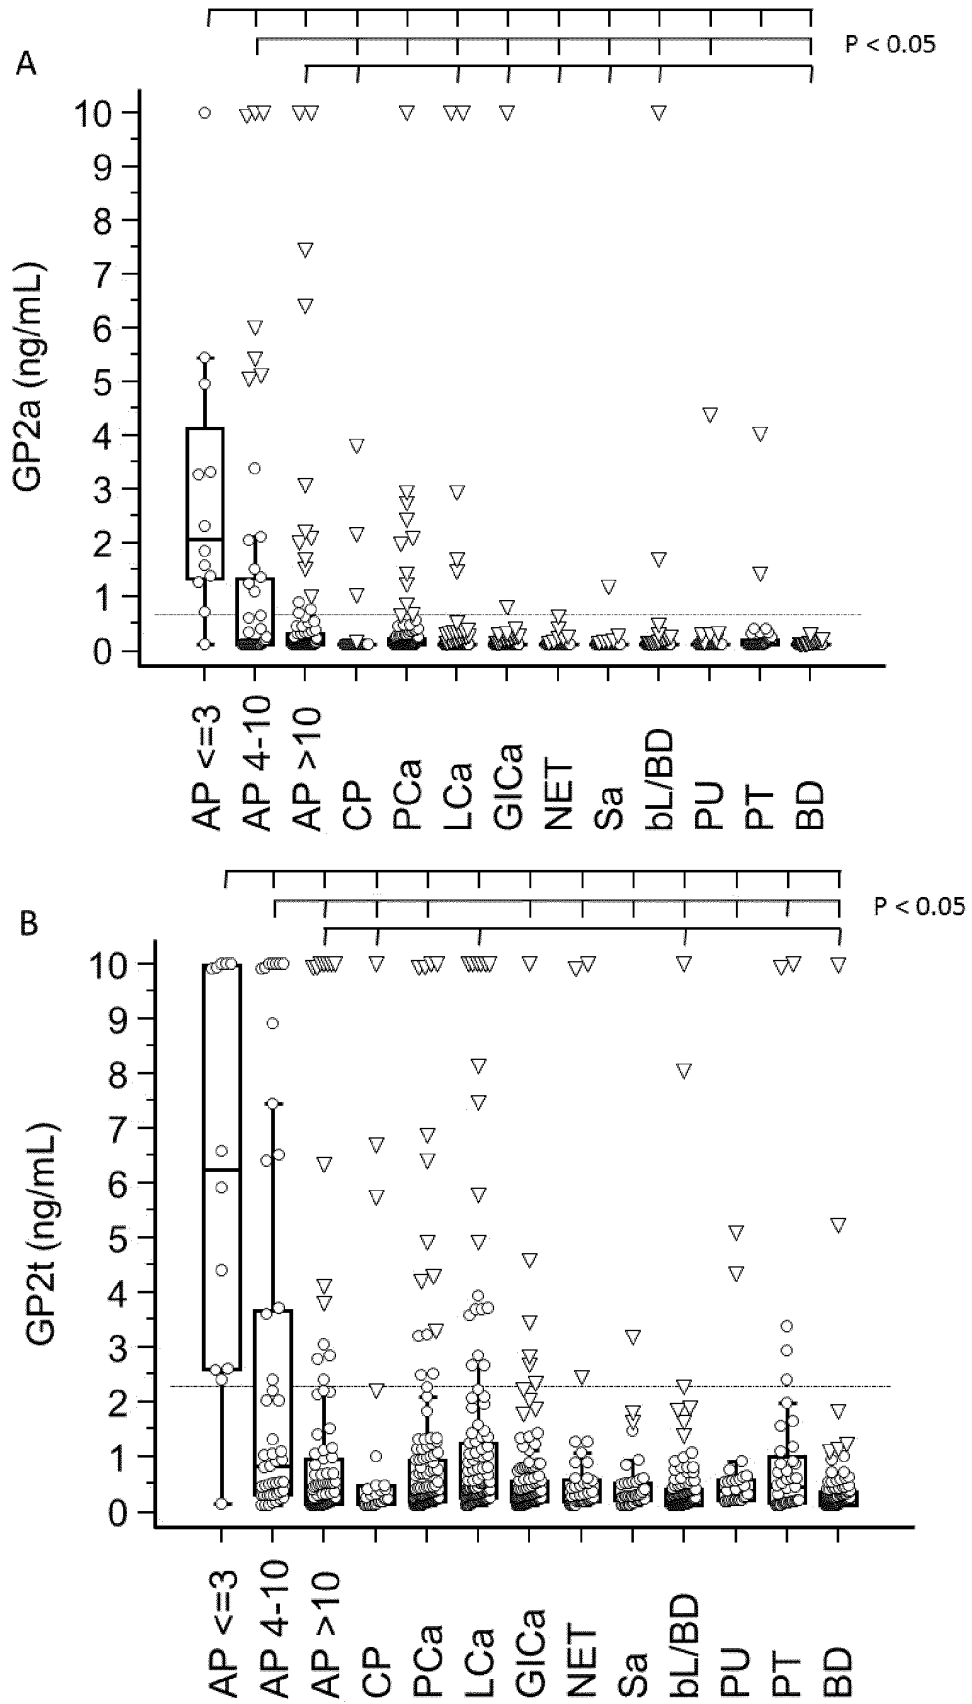 P < 0.05
A
GP2a (ng/mL)
10
9
8
7
6
5
4
3
2
1
0
AP <=3
AP 4-10
AP >10
CP
PCa
LCa
GICa
NET
Sa
bL/BD
PU
PT
BD
P < 0.05
B
GP2t (ng/mL)
10
9
8
7
6
5
4
3
2
1
0
AP <=3
AP 4-10
AP >10
CP
PCa
LCa
GICa
NET
Sa
bL/BD
PU
PT
BD